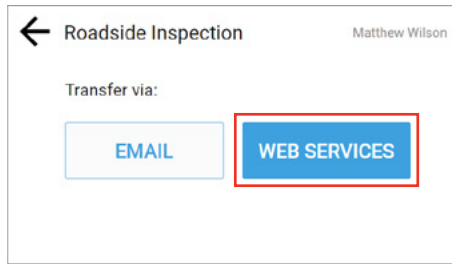 Roadside Inspection
Matthew Wilson
Transfer via:
EMAIL
WEB SERVICES